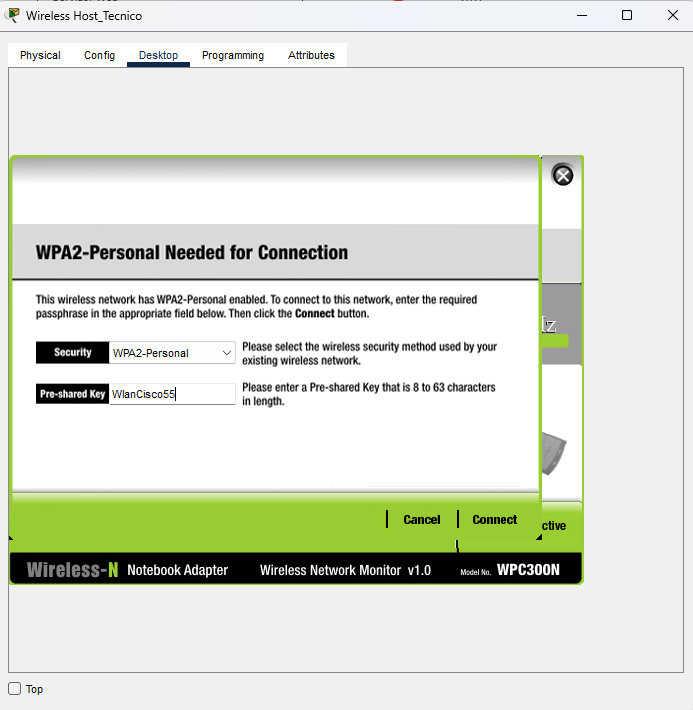 Wireless Host_Tecnico
Physical Config Desktop Programming Attributes
WPA2-Personal Needed for Connection
This wireless network has WPA2-Personal enabled. To connect to this network, enter the required
passphrase in the appropriate field below. Then click the Connect button.
Security WPA2-Personal
Please select the wireless security method used by your
existing wireless network.
Pre-shared Key WlanCisco55
Please enter a Pre-shared Key that is 8 to 63 characters
in length.
Hz
Cancel Connect
ctive
Wireless-N Notebook Adapter Wireless Network Monitor v1.0 Model No. WPC300N
Top